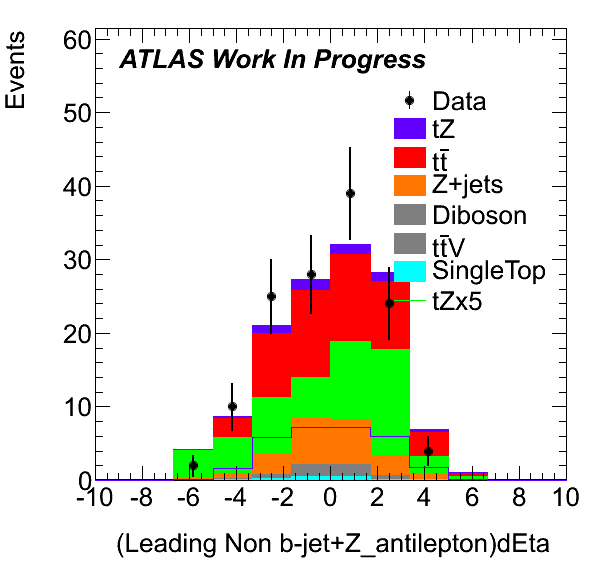 Events
ATLAS Work In Progress
60
50
40
30
20
10
0
Data
tZ
tt̄
Z+jets
Diboson
tt̄V
SingleTop
tZx5
-10 -8 -6 -4 -2 0 2 4 6 8 10
(Leading Non b-jet+Z_antilepton)dEta